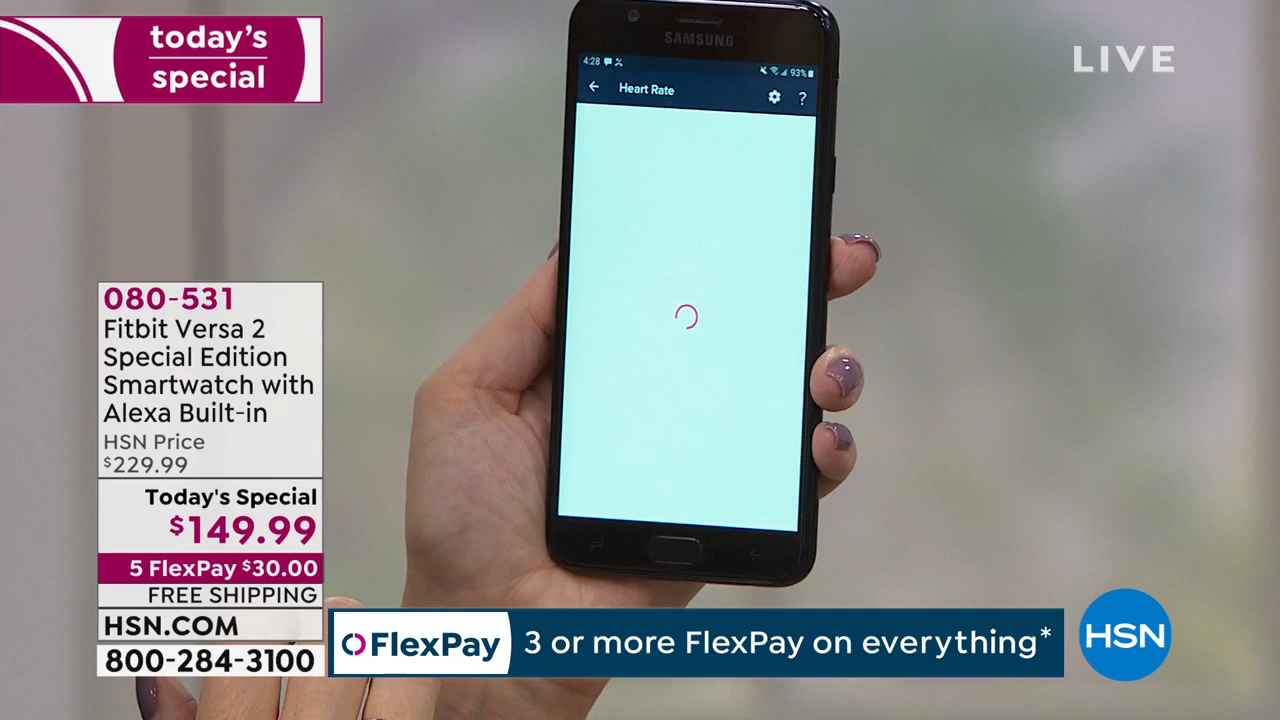 today's
special
LIVE
SAMSUNG
4:28
93%
Heart Rate
?
080-531
Fitbit Versa 2
Special Edition
Smartwatch with
Alexa Built-in
HSN Price
$229.99
Today's Special
$149.99
5 FlexPay $30.00
FREE SHIPPING
HSN.COM
800-284-3100
FlexPay 3 or more FlexPay on everything*
HSN